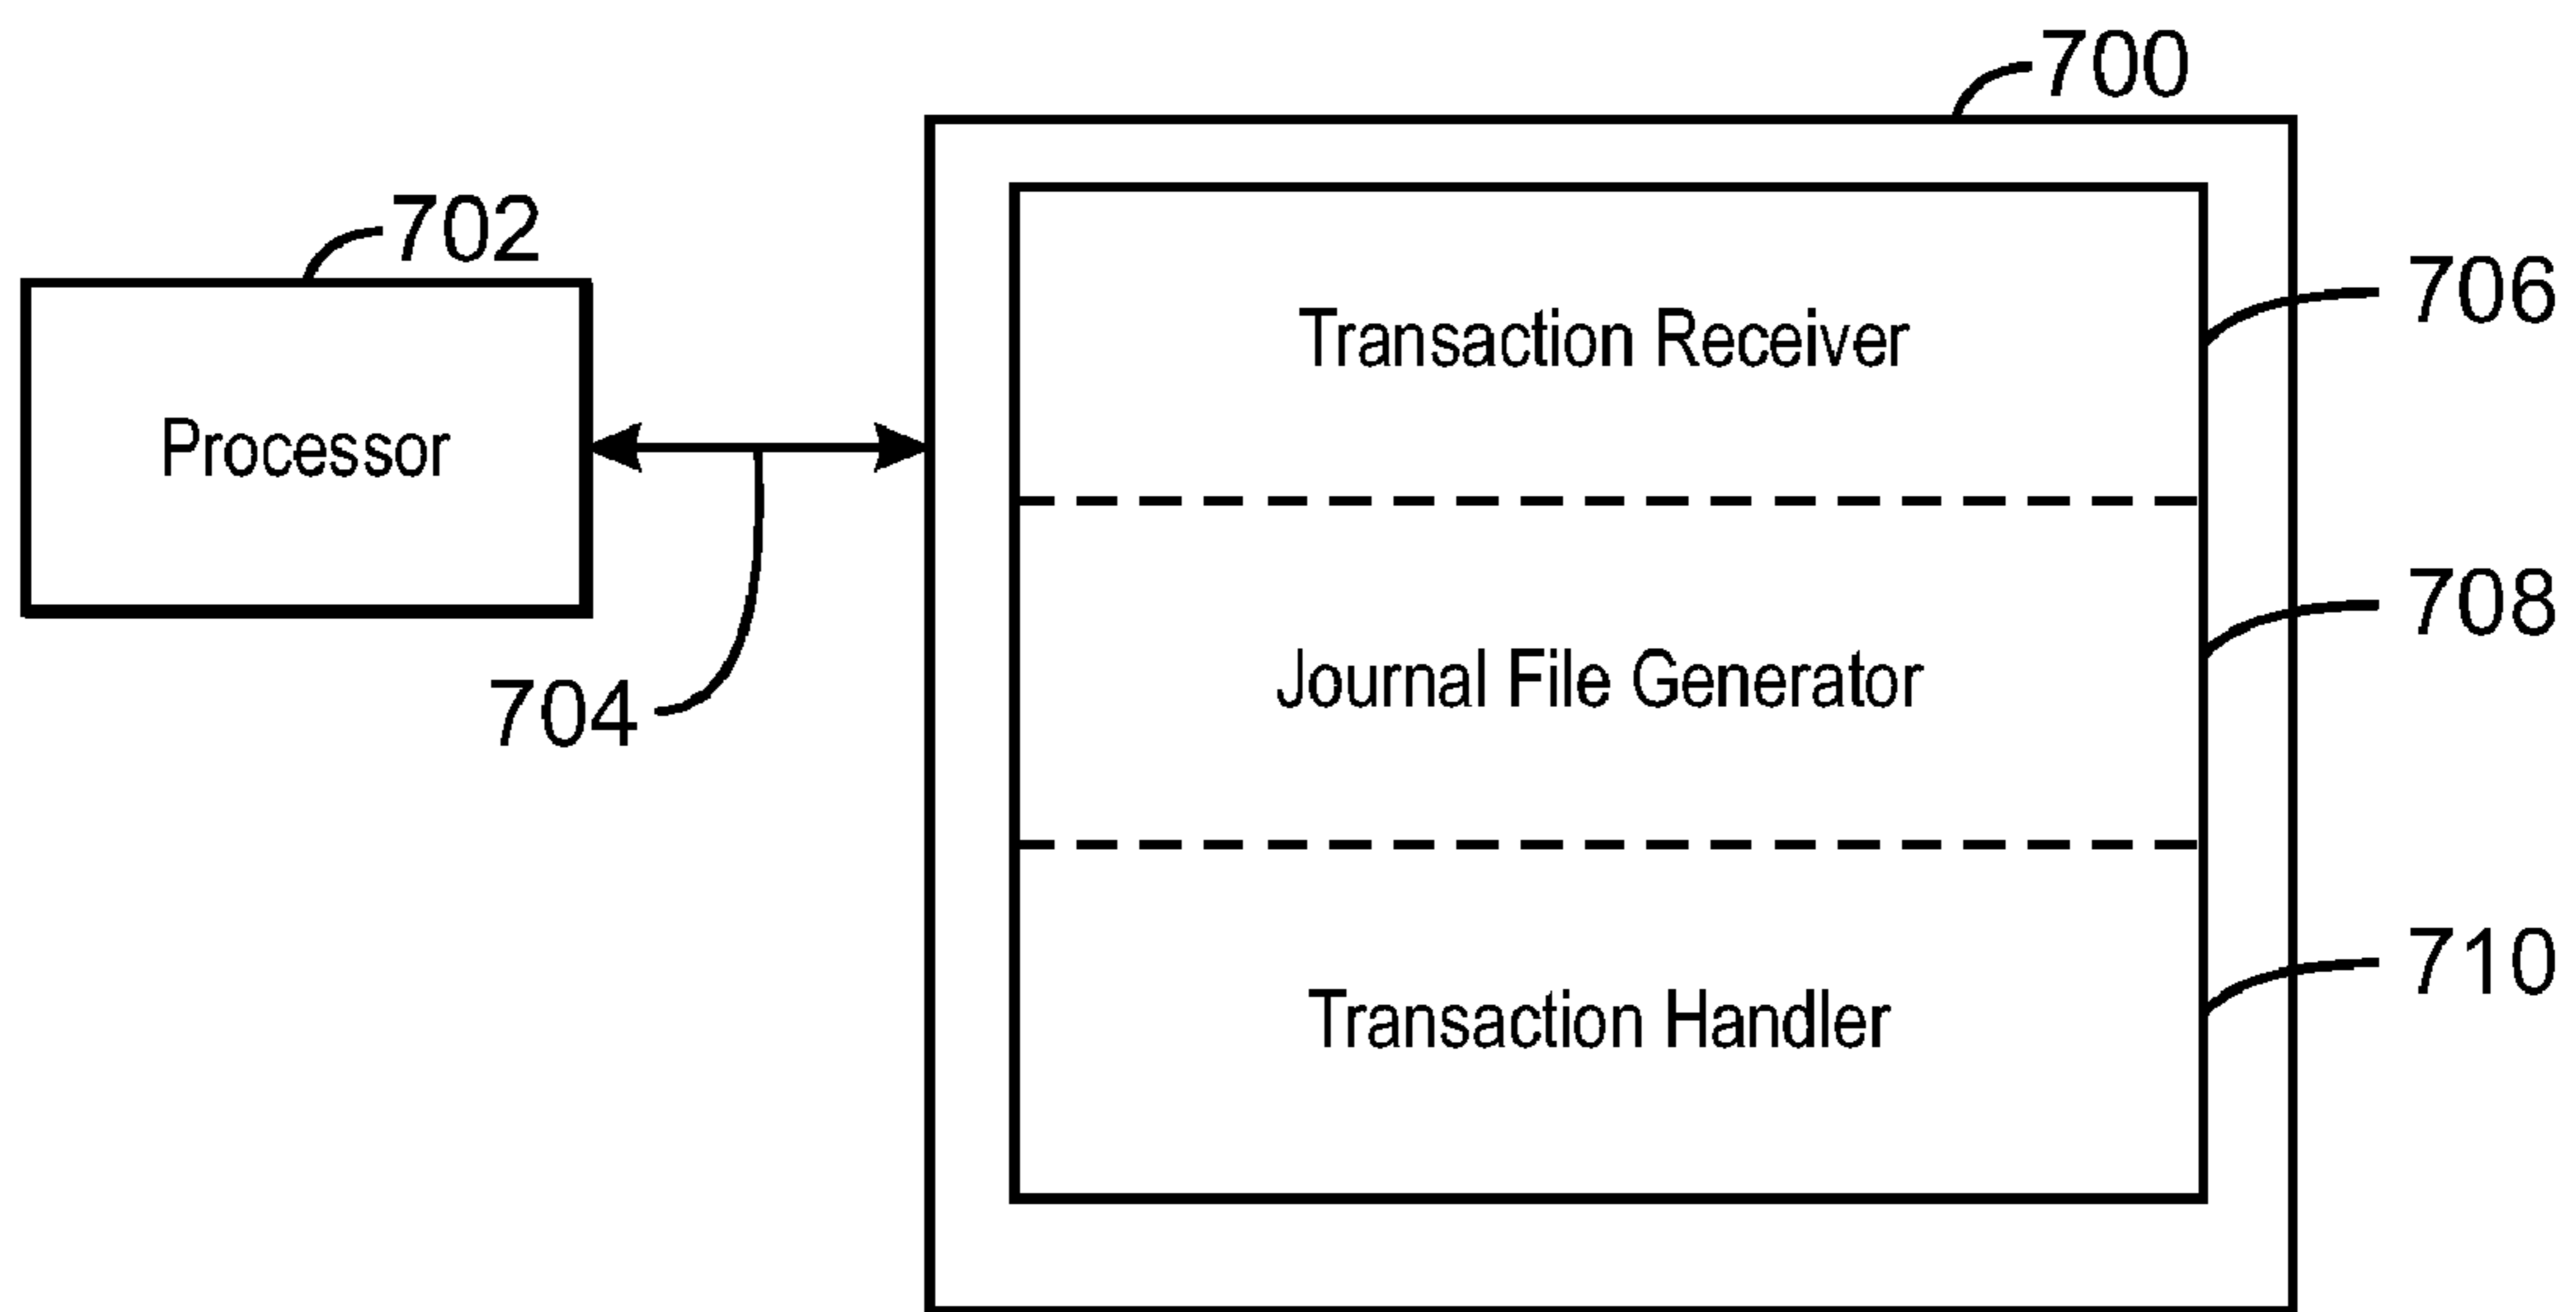 700
702
706
Transaction Receiver
Processor
708
704
Journal File Generator
710
Transaction Handler